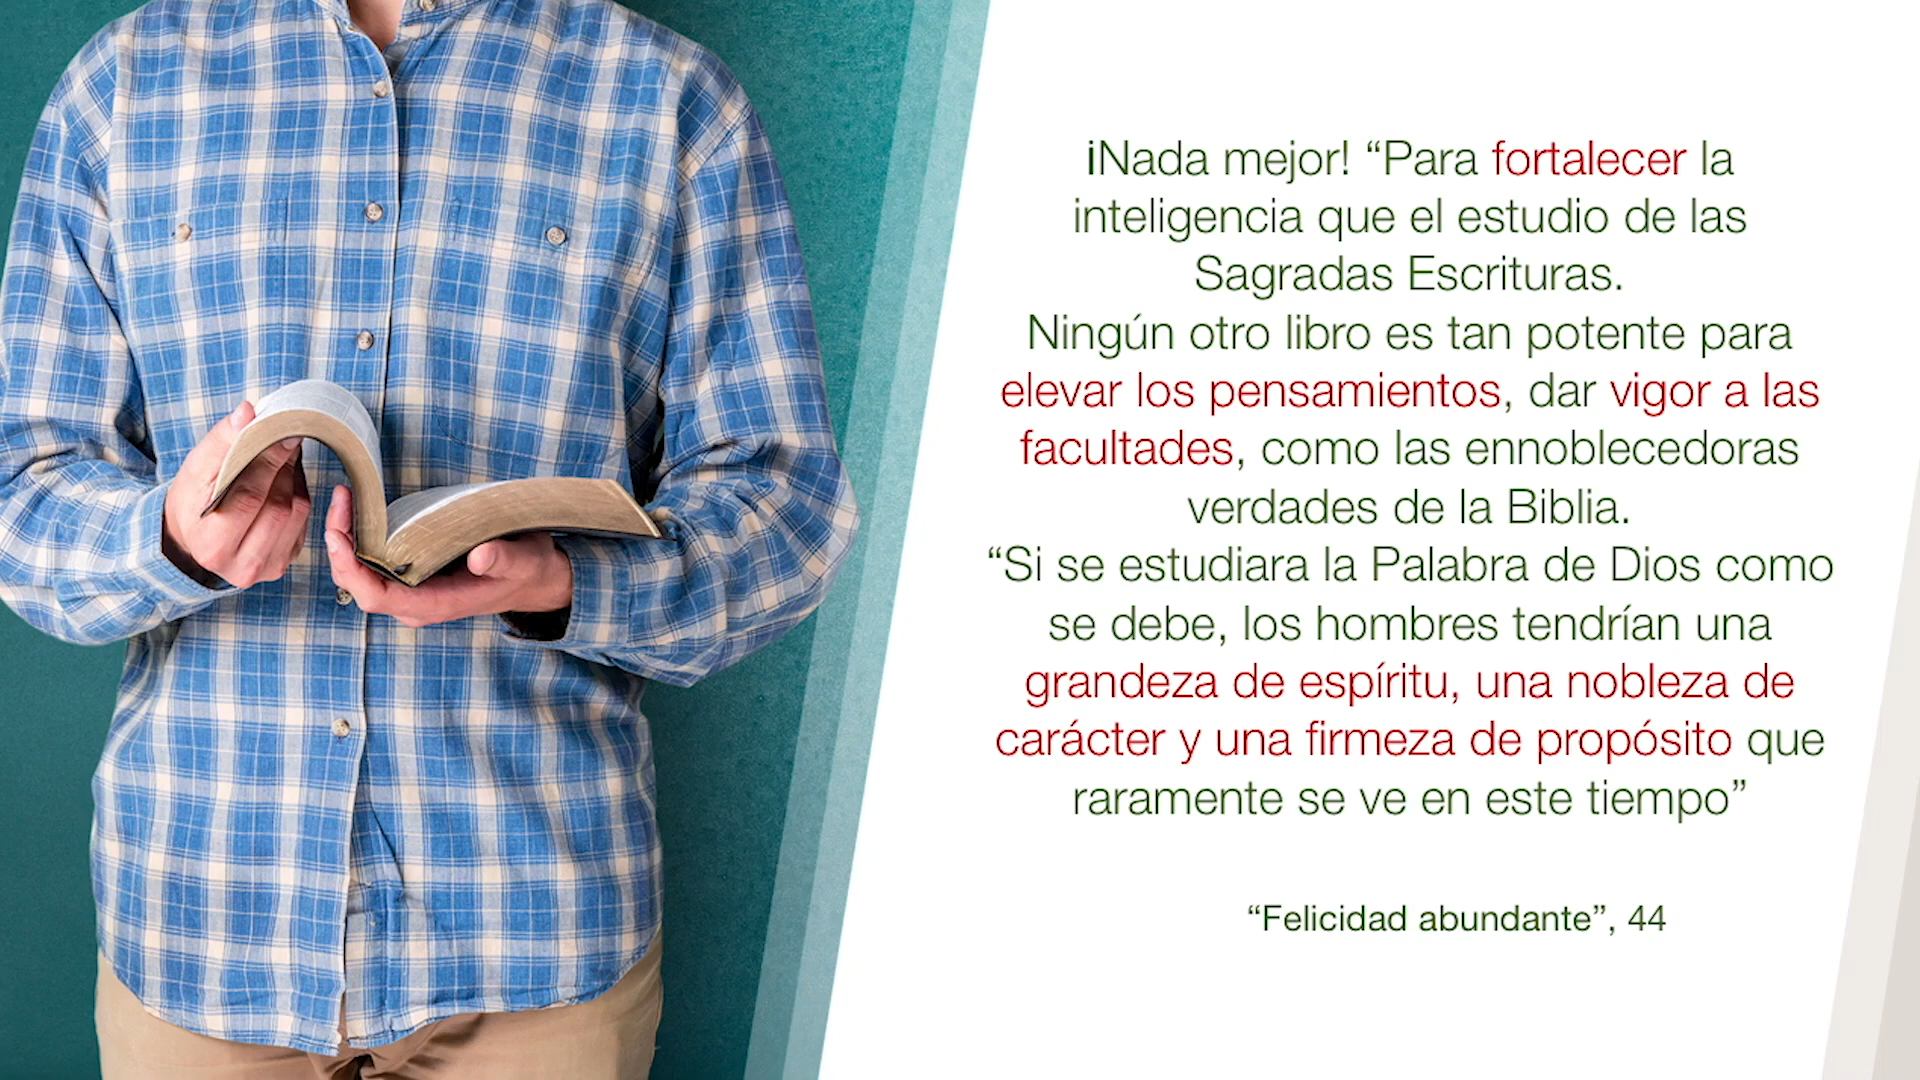 ¡Nada mejor! “Para fortalecer la
inteligencia que el estudio de las
Sagradas Escrituras.
Ningún otro libro es tan potente para
elevar los pensamientos, dar vigor a las
facultades, como las ennoblecedoras
verdades de la Biblia.
“Si se estudiara la Palabra de Dios como
se debe, los hombres tendrían una
grandeza de espíritu, una nobleza de
carácter y una firmeza de propósito que
raramente se ve en este tiempo”
“Felicidad abundante”, 44